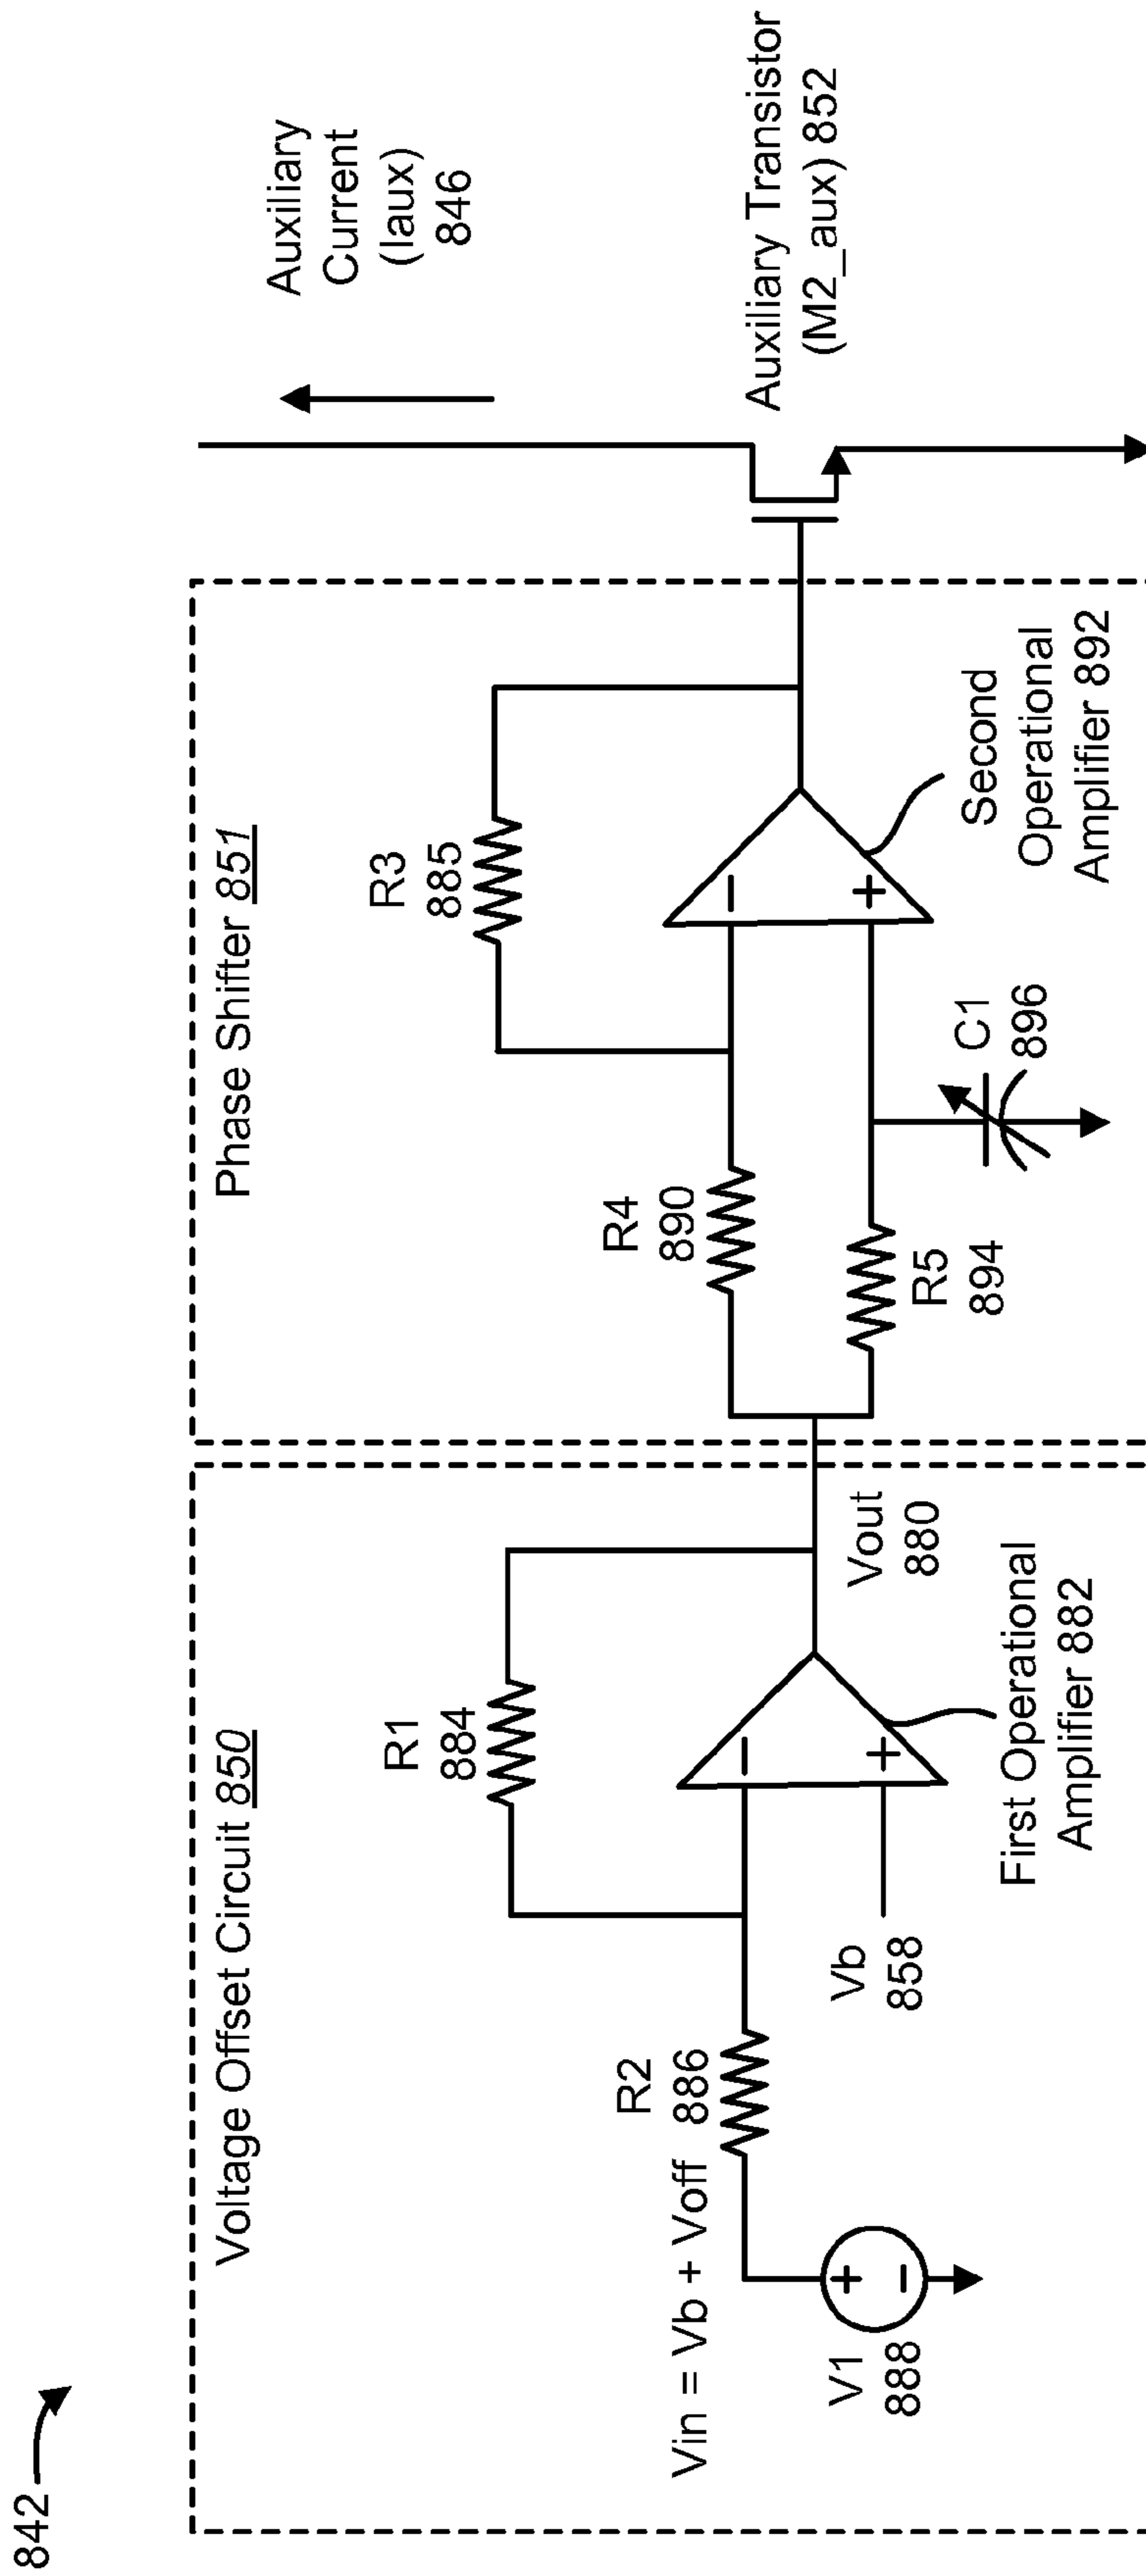 842
Voltage Offset Circuit 850
R1
884
R2
886
Vin = Vb + Voff
V1
888
+
−
Vb
858
−
+
First Operational
Amplifier 882
Vout
880
Phase Shifter 851
R3
885
R4
890
R5
894
C1
896
−
+
Second
Operational
Amplifier 892
Auxiliary
Current
(Iaux)
846
Auxiliary Transistor
(M2_aux) 852